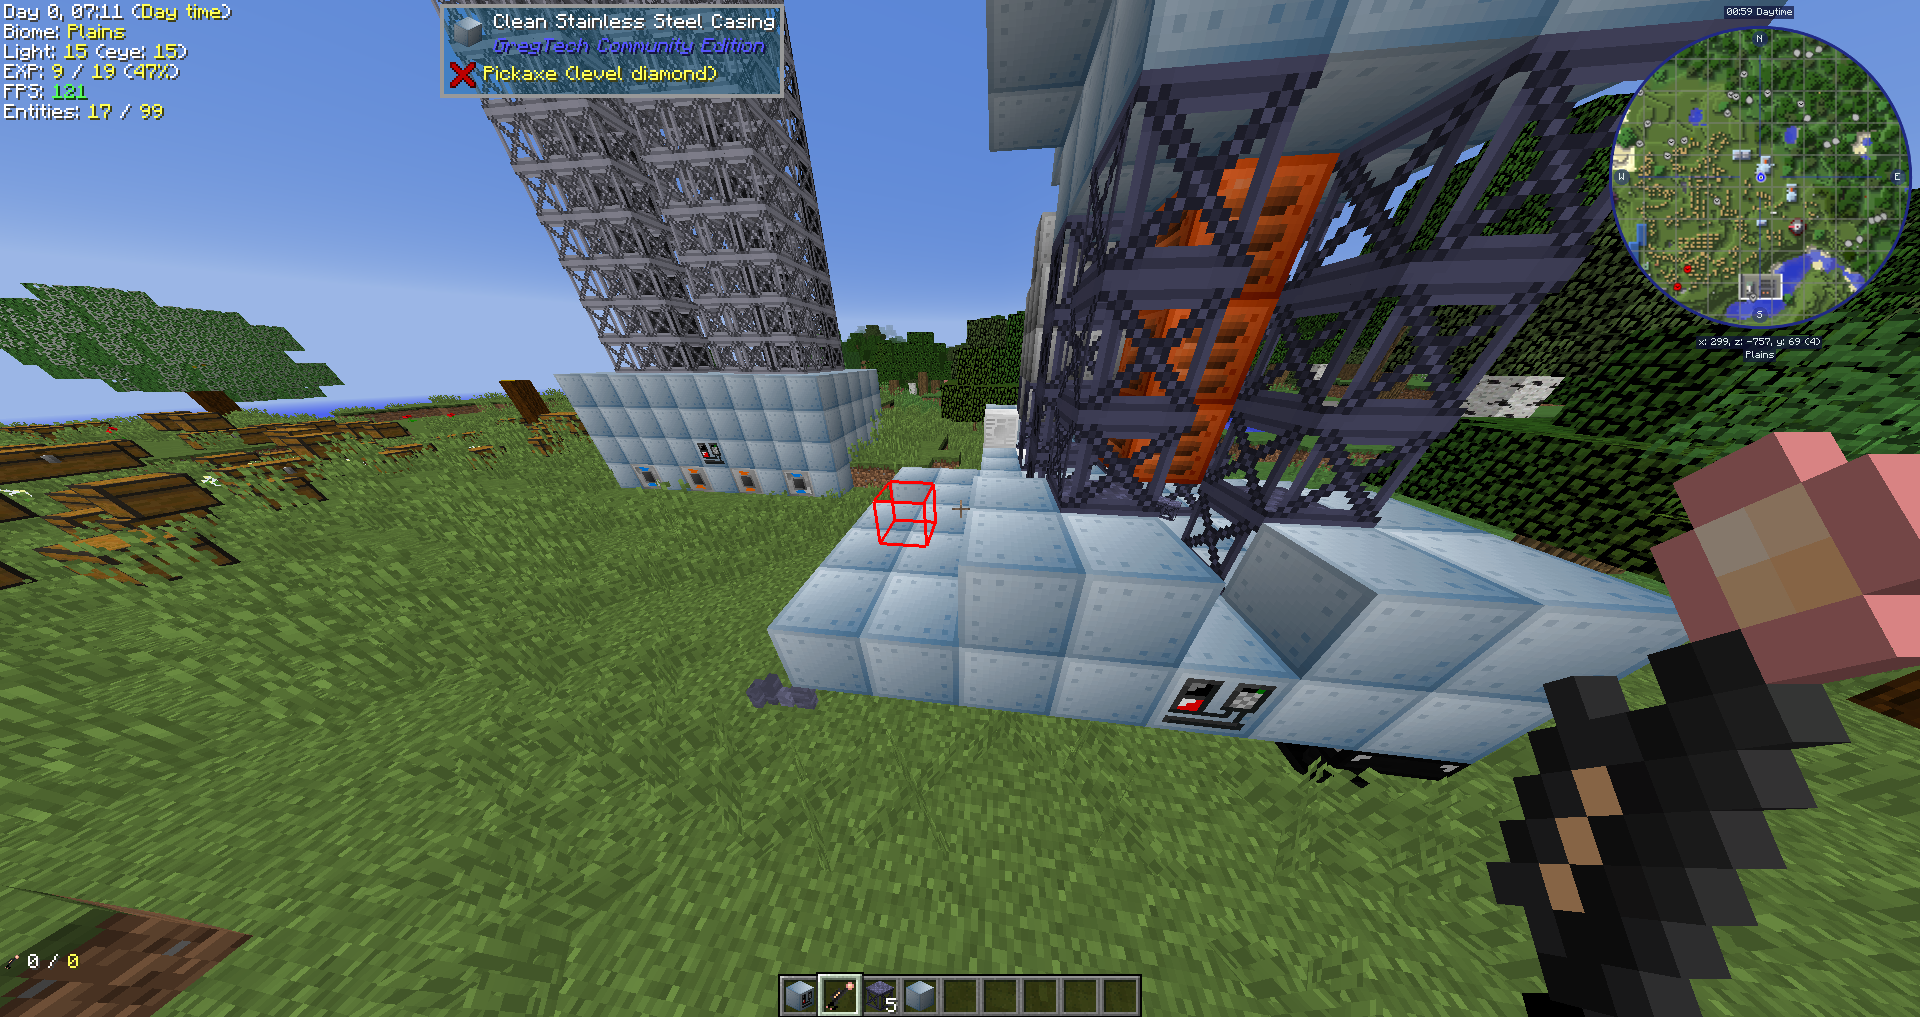 Day 0, 07:11 (Day time)
Biome: Plains
Light: 15 (eye: 15)
EXP: 9 / 19 (47%)
FPS: 121
Entities: 17 / 99
Clean Stainless Steel Casing
GregTech Community Edition
Pickaxe (level diamond)
00:59 Daytime
N
W
E
S
x: 299, z: -757, y: 69 (4)
Plains
0 / 0
5